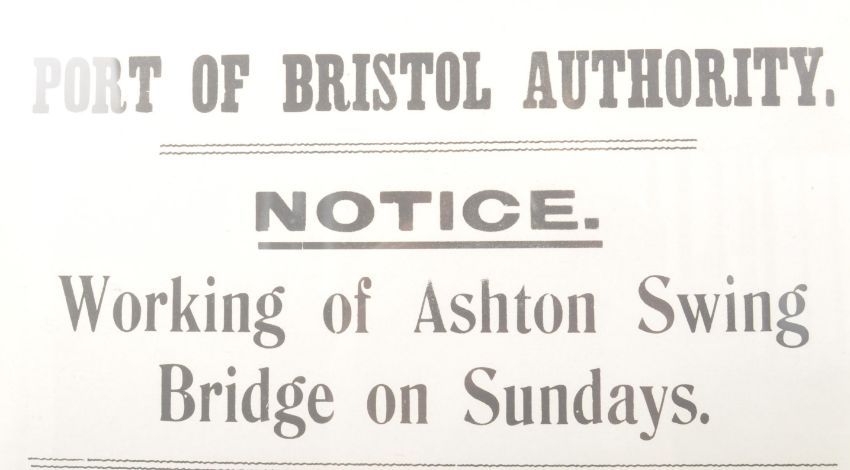 PORT OF BRISTOL AUTHORITY.
NOTICE.
Working of Ashton Swing
Bridge on Sundays.